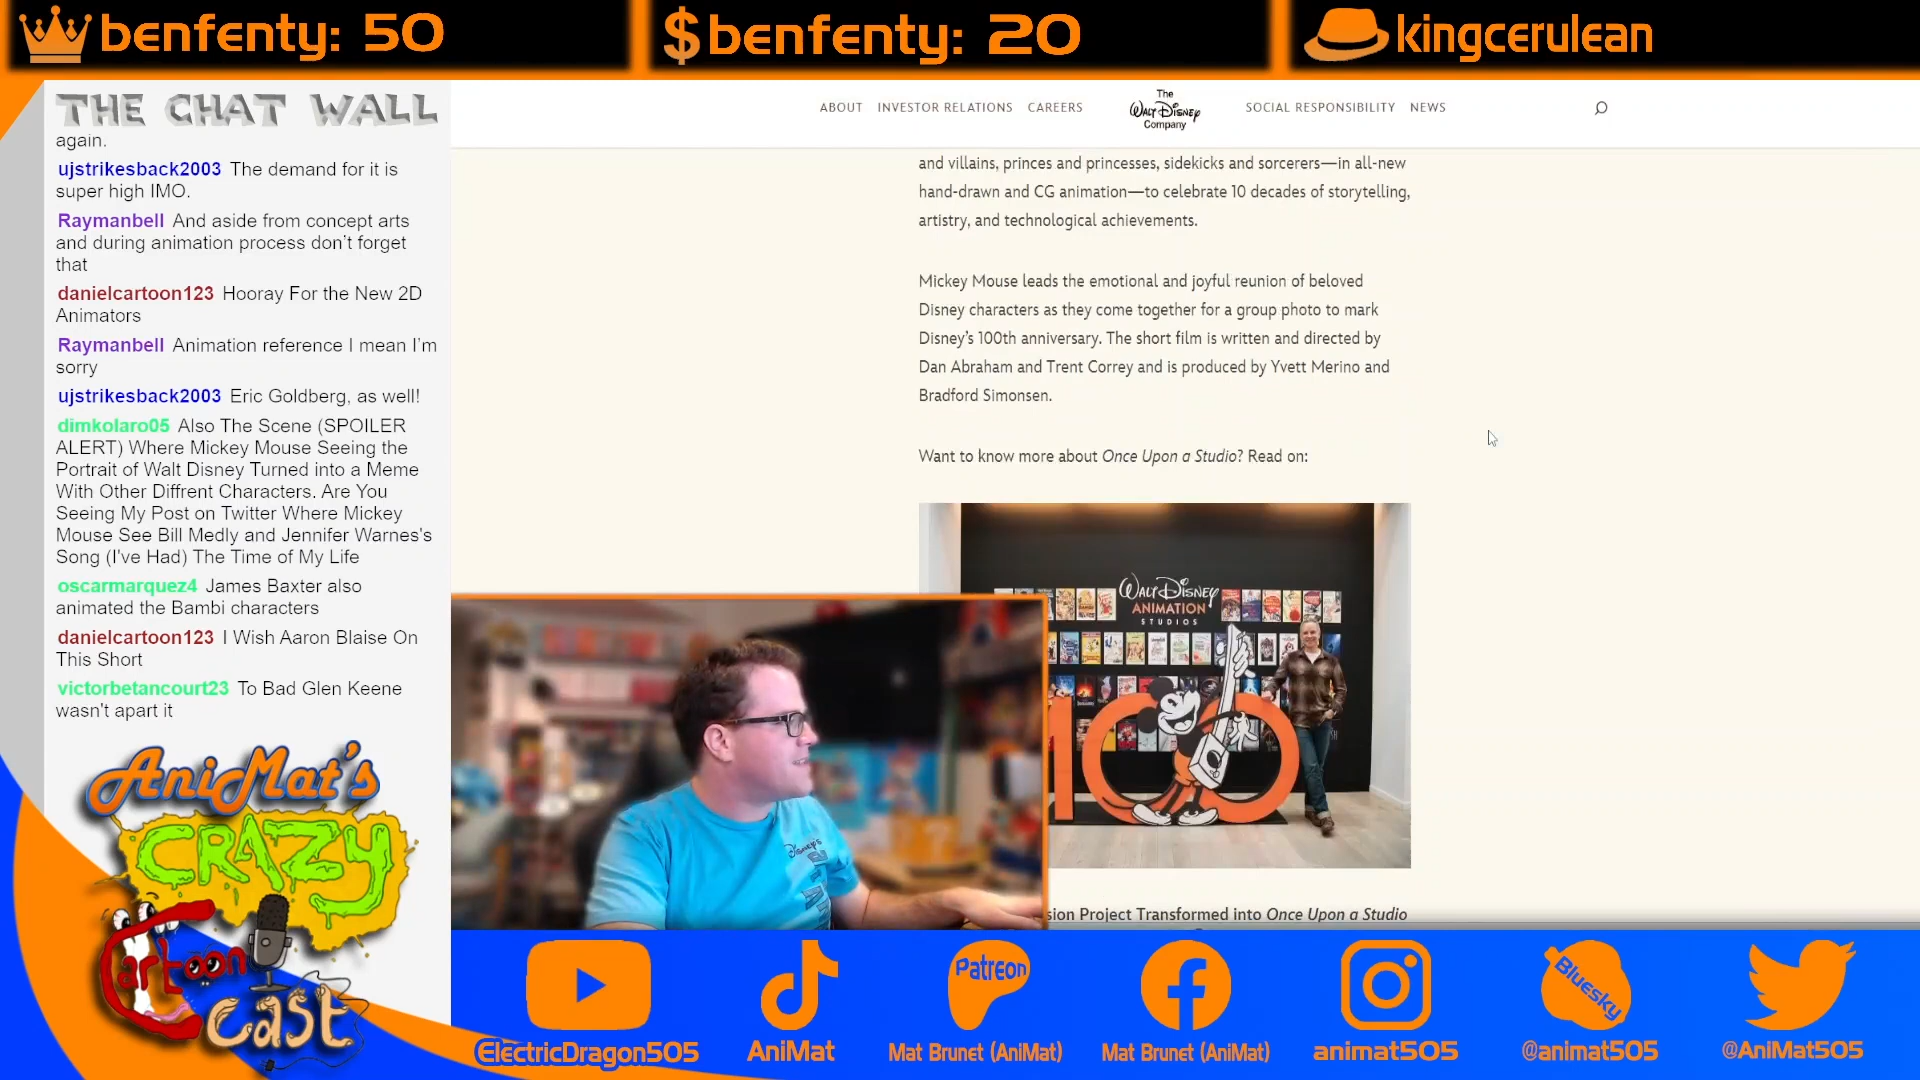 benfenty: 50
$ benfenty: 20
kingcerulean
THE CHAT WALL
again.
ujstrikesback2003 The demand for it is
super high IMO.
Raymanbell And aside from concept arts
and during animation process don't forget
that
danielcartoon123 Hooray For the New 2D
Animators
Raymanbell Animation reference I mean I'm
sorry
ujstrikesback2003 Eric Goldberg, as well!
dimkolaro05 Also The Scene (SPOILER
ALERT) Where Mickey Mouse Seeing the
Portrait of Walt Disney Turned into a Meme
With Other Diffrent Characters. Are You
Seeing My Post on Twitter Where Mickey
Mouse See Bill Medly and Jennifer Warnes's
Song (I've Had) The Time of My Life
oscarmarquez4 James Baxter also
animated the Bambi characters
danielcartoon123 I Wish Aaron Blaise On
This Short
victorbetancourt23 To Bad Glen Keene
wasn't apart it
AniMat's
CRAZY
Cartoon
Cast
ABOUT INVESTOR RELATIONS CAREERS
The
Walt Disney
Company
SOCIAL RESPONSIBILITY NEWS
and villains, princes and princesses, sidekicks and sorcerers—in all-new
hand-drawn and CG animation—to celebrate 10 decades of storytelling,
artistry, and technological achievements.
Mickey Mouse leads the emotional and joyful reunion of beloved
Disney characters as they come together for a group photo to mark
Disney's 100th anniversary. The short film is written and directed by
Dan Abraham and Trent Correy and is produced by Yvett Merino and
Bradford Simonsen.
Want to know more about Once Upon a Studio? Read on:
WALT DISNEY
ANIMATION
STUDIOS
100
Disney's
sion Project Transformed into Once Upon a Studio
Patreon
Bluesky
ElectricDragon505
AniMat
Mat Brunet (AniMat)
Mat Brunet (AniMat)
animat505
@animat505
@AniMat505